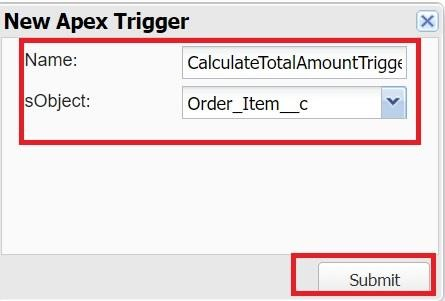 New Apex Trigger
Name: CalculateTotalAmountTrigge
sObject: Order_Item__c
Submit